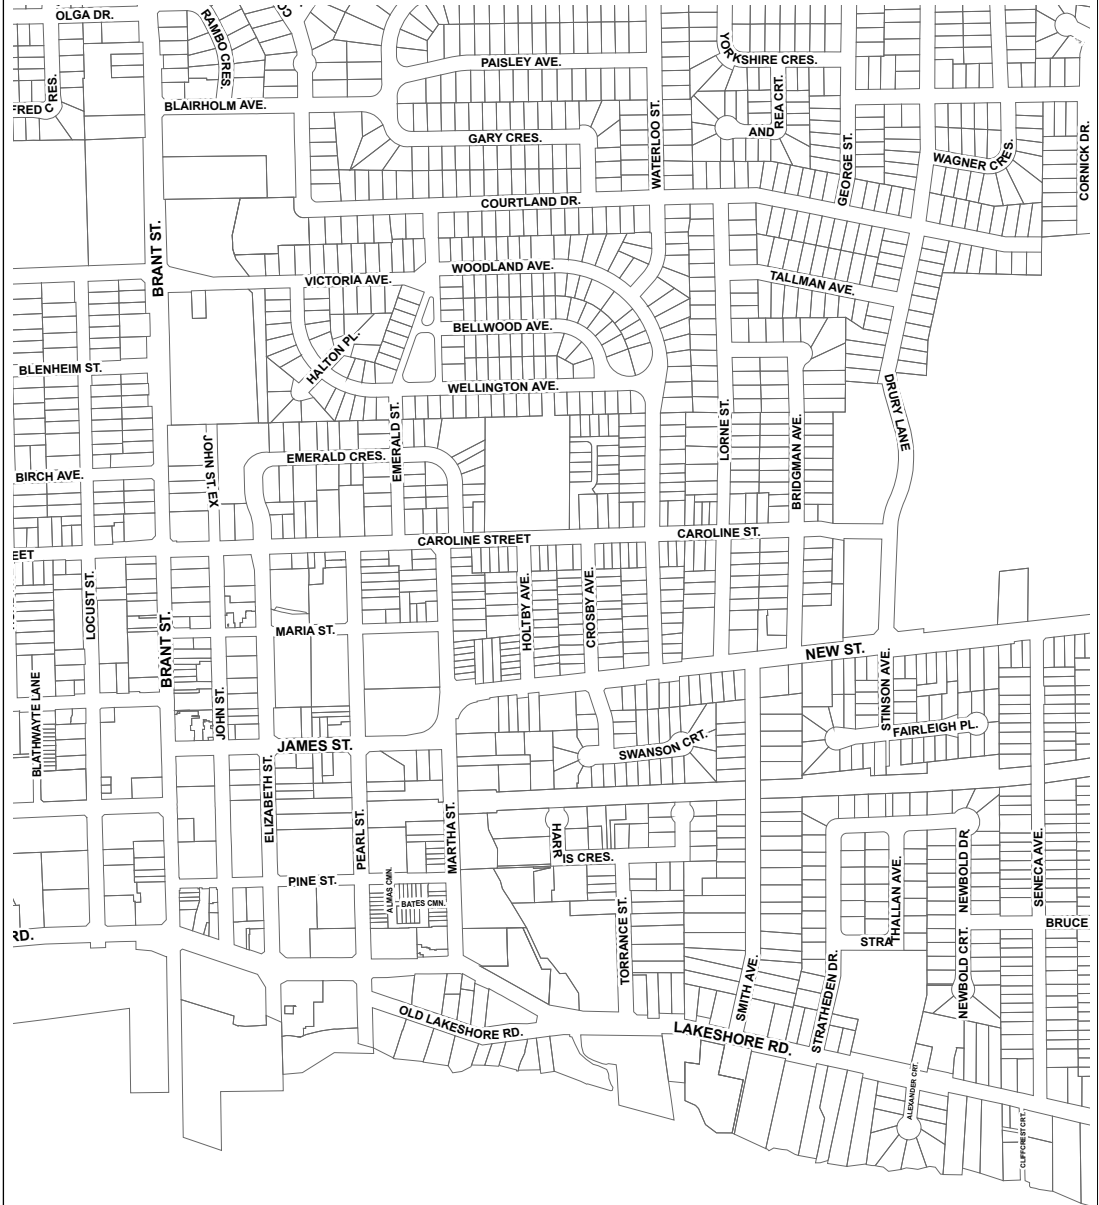 OLGA DR.
RAMBO CRES.
CO
YORKSHIRE CRES.
PAISLEY AVE.
FRED CRES.
BLAIRHOLM AVE.
REA CRT.
AND
GARY CRES.
WATERLOO ST.
GEORGE ST.
WAGNER CRES.
CORNICK DR.
COURTLAND DR.
BRANT ST.
WOODLAND AVE.
VICTORIA AVE.
TALLMAN AVE.
BELLWOOD AVE.
HALTON PL.
BLENHEIM ST.
WELLINGTON AVE.
DRURY LANE
EMERALD ST.
LORNE ST.
BRIDGMAN AVE.
JOHN ST. EX
EMERALD CRES.
BIRCH AVE.
CAROLINE STREET
CAROLINE ST.
EET
LOCUST ST.
HOLTBY AVE.
CROSBY AVE.
BRANT ST.
MARIA ST.
NEW ST.
STINSON AVE.
BLATHWAYTE LANE
JOHN ST.
FAIRLEIGH PL.
JAMES ST.
SWANSON CRT.
ELIZABETH ST.
PEARL ST.
MARTHA ST.
HARR
IS CRES.
THALLAN AVE.
STRA
NEWBOLD DR.
SENECA AVE.
PINE ST.
ALMAS CMN.
BATES CMN.
BRUCE
RD.
TORRANCE ST.
SMITH AVE.
STRATHEDEN DR.
NEWBOLD CRT.
OLD LAKESHORE RD.
LAKESHORE RD.
ALEXANDER CRT.
CLIFFCREST CRT.